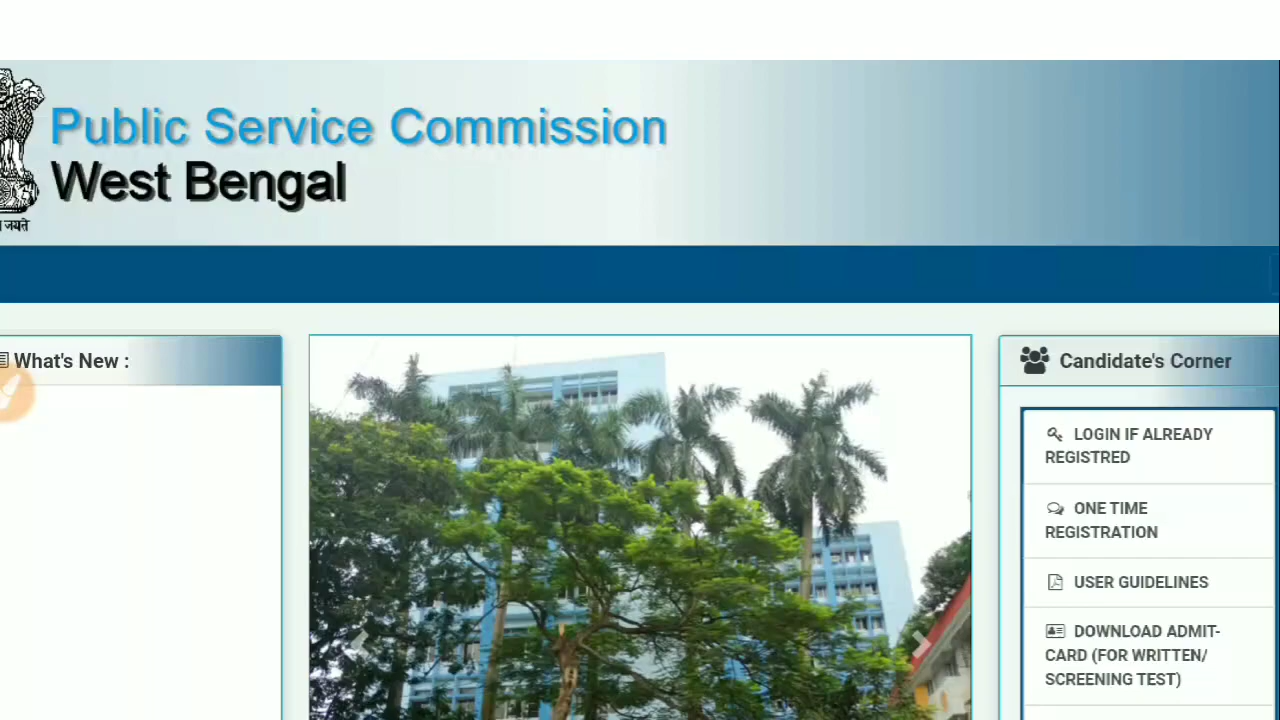 Public Service Commission
West Bengal
जयते
What's New :
Candidate's Corner
LOGIN IF ALREADY
REGISTRED
ONE TIME
REGISTRATION
USER GUIDELINES
DOWNLOAD ADMIT-
CARD (FOR WRITTEN/
SCREENING TEST)